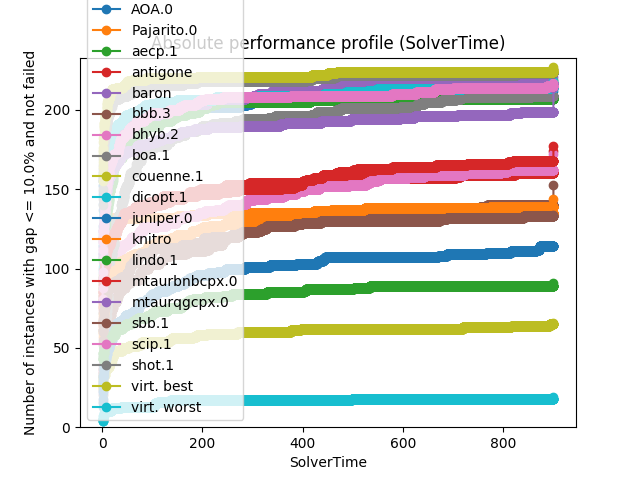 Absolute performance profile (SolverTime)
Number of instances with gap <= 10.0% and not failed
200
150
100
50
0
0 200 400 600 800
SolverTime
AOA.0
Pajarito.0
aecp.1
antigone
baron
bbb.3
bhyb.2
boa.1
couenne.1
dicopt.1
juniper.0
knitro
lindo.1
mtaurbnbcpx.0
mtaurqgcpx.0
sbb.1
scip.1
shot.1
virt. best
virt. worst